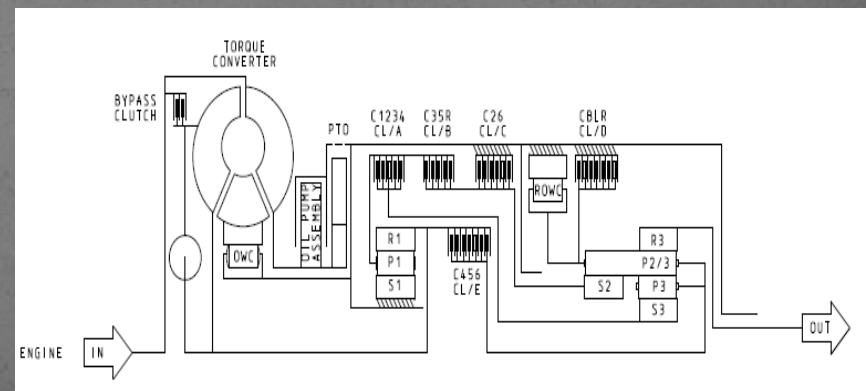 TORQUE
CONVERTER
BYPASS
CLUTCH
PTO
C1234
CL/A
C35R
CL/B
C26
CL/C
CBLR
CL/D
OIL PUMP
ASSEMBLY
OWC
R1
P1
S1
C456
CL/E
ROWC
R3
P2/3
S2
P3
S3
ENGINE
IN
OUT